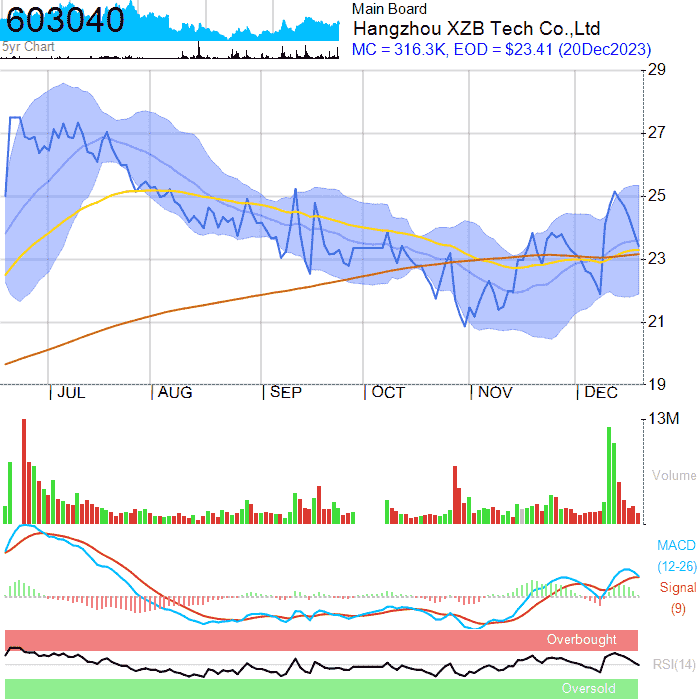 603040
5yr Chart
Main Board
Hangzhou XZB Tech Co.,Ltd
MC = 316.3K, EOD = $23.41 (20Dec2023)
29
27
25
23
21
19
JUL AUG SEP OCT NOV DEC
13M
Volume
MACD
(12-26)
Signal
(9)
Overbought
RSI(14)
Oversold